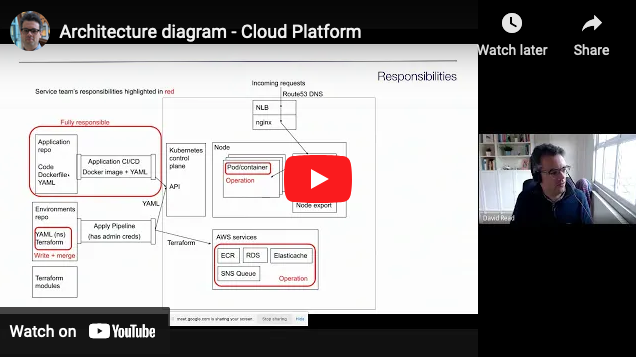 Architecture diagram - Cloud Platform
Watch later
Share
Responsibilities
Service team's responsibilities highlighted in red
Incoming requests
Route53 DNS
NLB
nginx
Fully responsible
Application
repo
Code
Dockerfile+
YAML
Application CI/CD
Docker image + YAML
Kubernetes
control
plane
API
Node
Pod/container
Operation
Node export
YAML
Environments
repo
YAML (ns)
Terraform
Write + merge
Apply Pipeline
(has admin creds)
Terraform
AWS services
ECR
RDS
Elasticache
SNS Queue
Operation
Terraform
modules
David Read
meet.google.com is sharing your screen.
Stop sharing
Hide
Watch on
YouTube